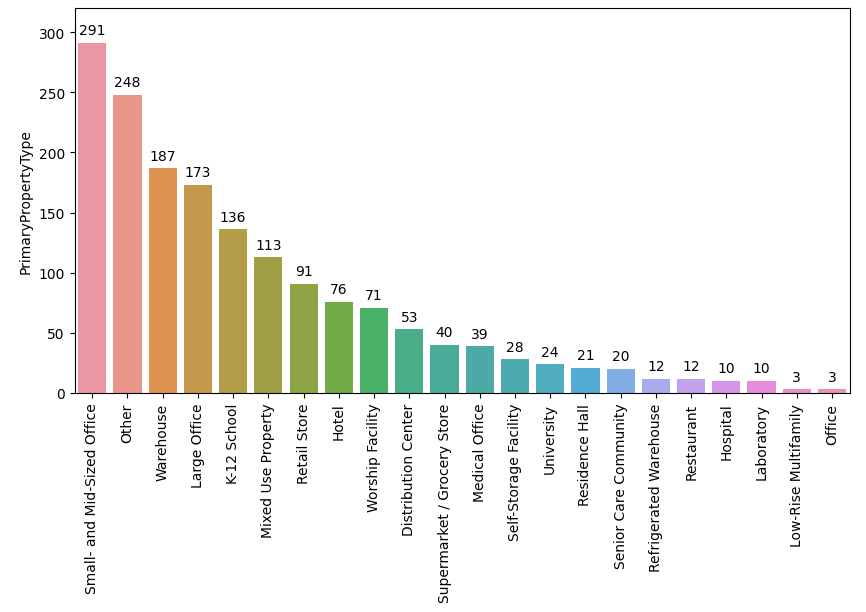 PrimaryPropertyType
300
250
200
150
100
50
0
291
248
187
173
136
113
91
76
71
53
40
39
28
24
21
20
12
12
10
10
3
3
Small- and Mid-Sized Office
Other
Warehouse
Large Office
K-12 School
Mixed Use Property
Retail Store
Hotel
Worship Facility
Distribution Center
Supermarket / Grocery Store
Medical Office
Self-Storage Facility
University
Residence Hall
Senior Care Community
Refrigerated Warehouse
Restaurant
Hospital
Laboratory
Low-Rise Multifamily
Office